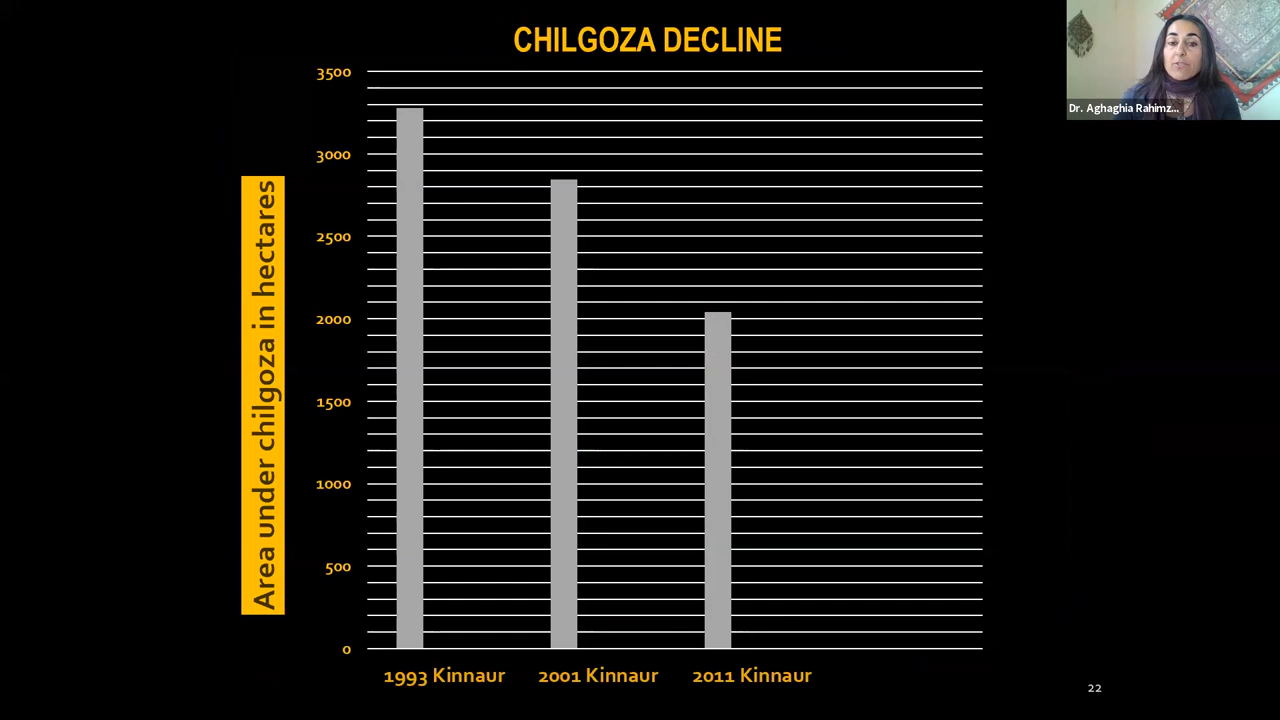 CHILGOZA DECLINE
Dr. Aghaghia Rahimz...
3500
3000
2500
2000
1500
1000
500
0
Area under chilgoza in hectares
1993 Kinnaur
2001 Kinnaur
2011 Kinnaur
22